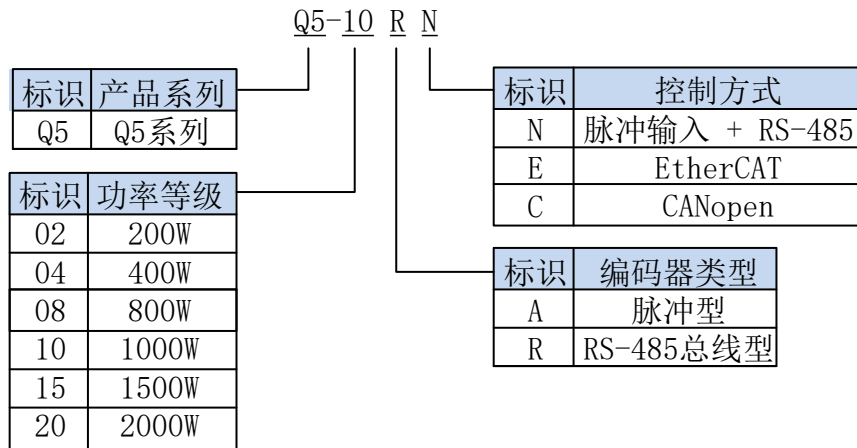 Q5-10 R N
标识 产品系列
Q5 Q5系列
标识 功率等级
02 200W
04 400W
08 800W
10 1000W
15 1500W
20 2000W
标识 控制方式
N 脉冲输入 + RS-485
E EtherCAT
C CANopen
标识 编码器类型
A 脉冲型
R RS-485总线型